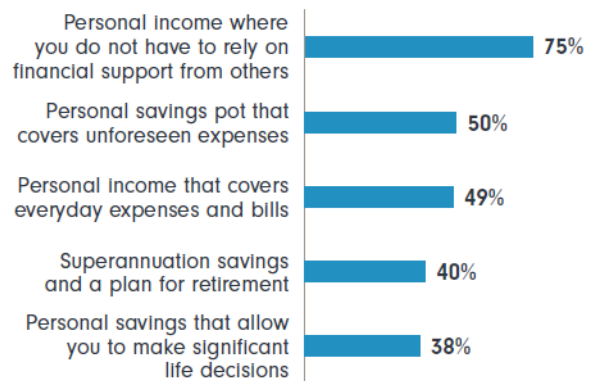 Personal income where
you do not have to rely on
financial support from others
75%
Personal savings pot that
covers unforeseen expenses
50%
Personal income that covers
everyday expenses and bills
49%
Superannuation savings
and a plan for retirement
40%
Personal savings that allow
you to make significant
life decisions
38%